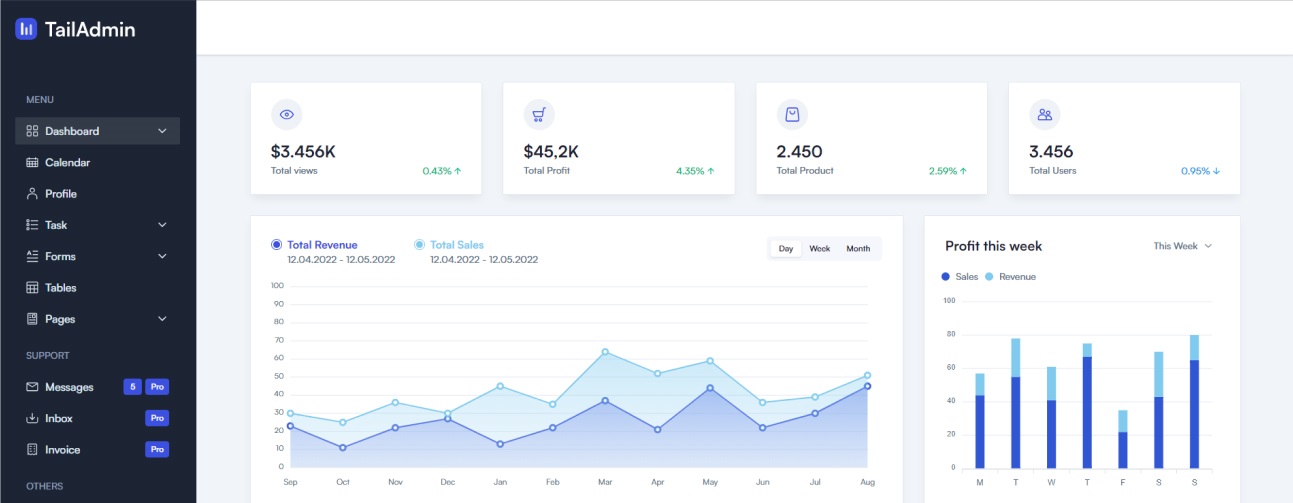 TailAdmin
MENU
Dashboard
Calendar
Profile
Task
Forms
Tables
Pages
SUPPORT
Messages 5 Pro
Inbox Pro
Invoice Pro
OTHERS
$3.456K
Total views 0.43%
$45,2K
Total Profit 4.35%
2.450
Total Product 2.59%
3.456
Total Users 0.95%
Total Revenue Total Sales Day Week Month
12.04.2022 - 12.05.2022 12.04.2022 - 12.05.2022
100
90
80
70
60
50
40
30
20
10
0
Sep Oct Nov Dec Jan Feb Mar Apr May Jun Jul Aug
Profit this week This Week
Sales Revenue
100
80
60
40
20
0
M T W T F S S